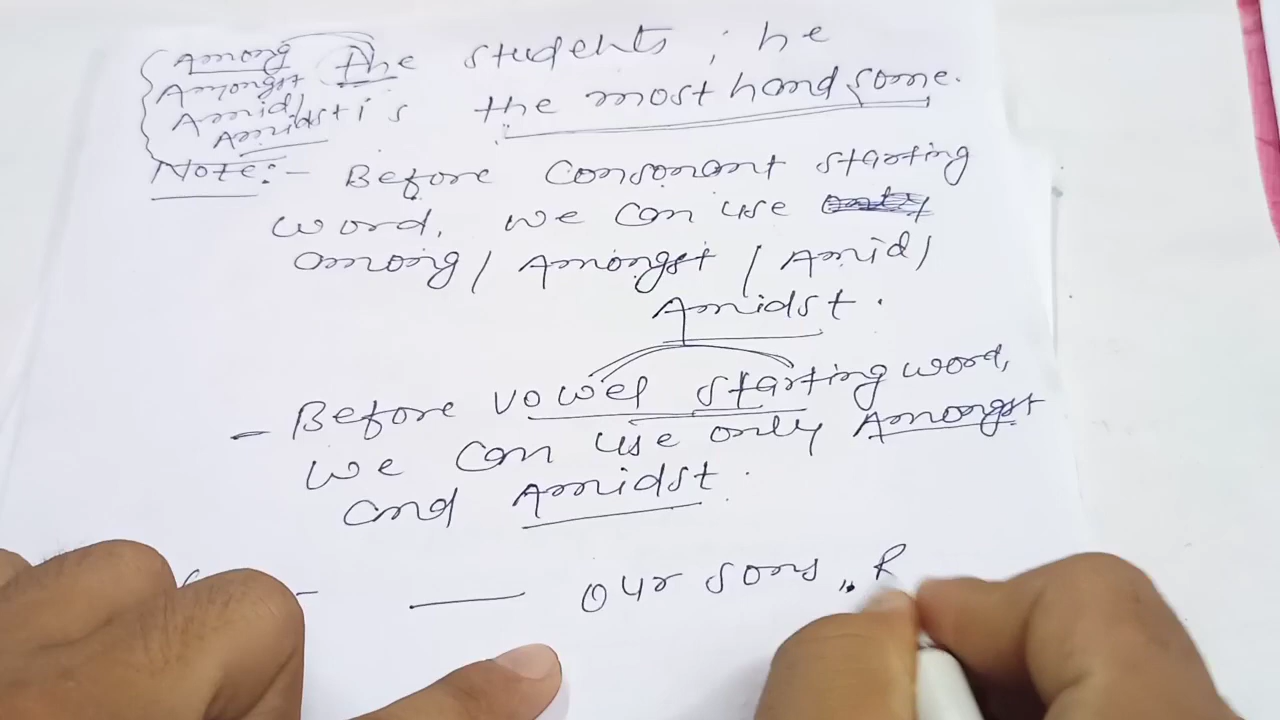 Among the students, he
Amongst
Amid/
Amidst is the most handsome.
Note:- Before consonant starting
word, we can use
among / Amongst / Amid /
Amidst.
- Before vowel starting word,
we can use only Amongst
and Amidst.
- ___ our sons, R